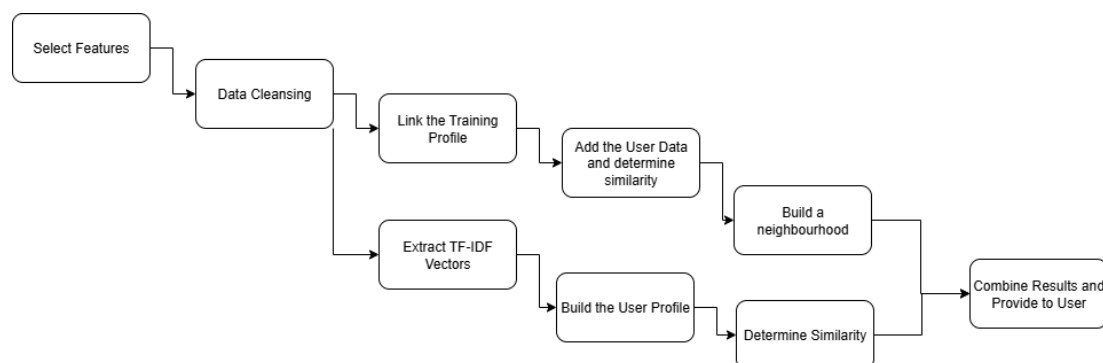 Select Features
Data Cleansing
Link the Training
Profile
Add the User Data
and determine
similarity
Build a
neighbourhood
Extract TF-IDF
Vectors
Build the User Profile
Determine Similarity
Combine Results and
Provide to User